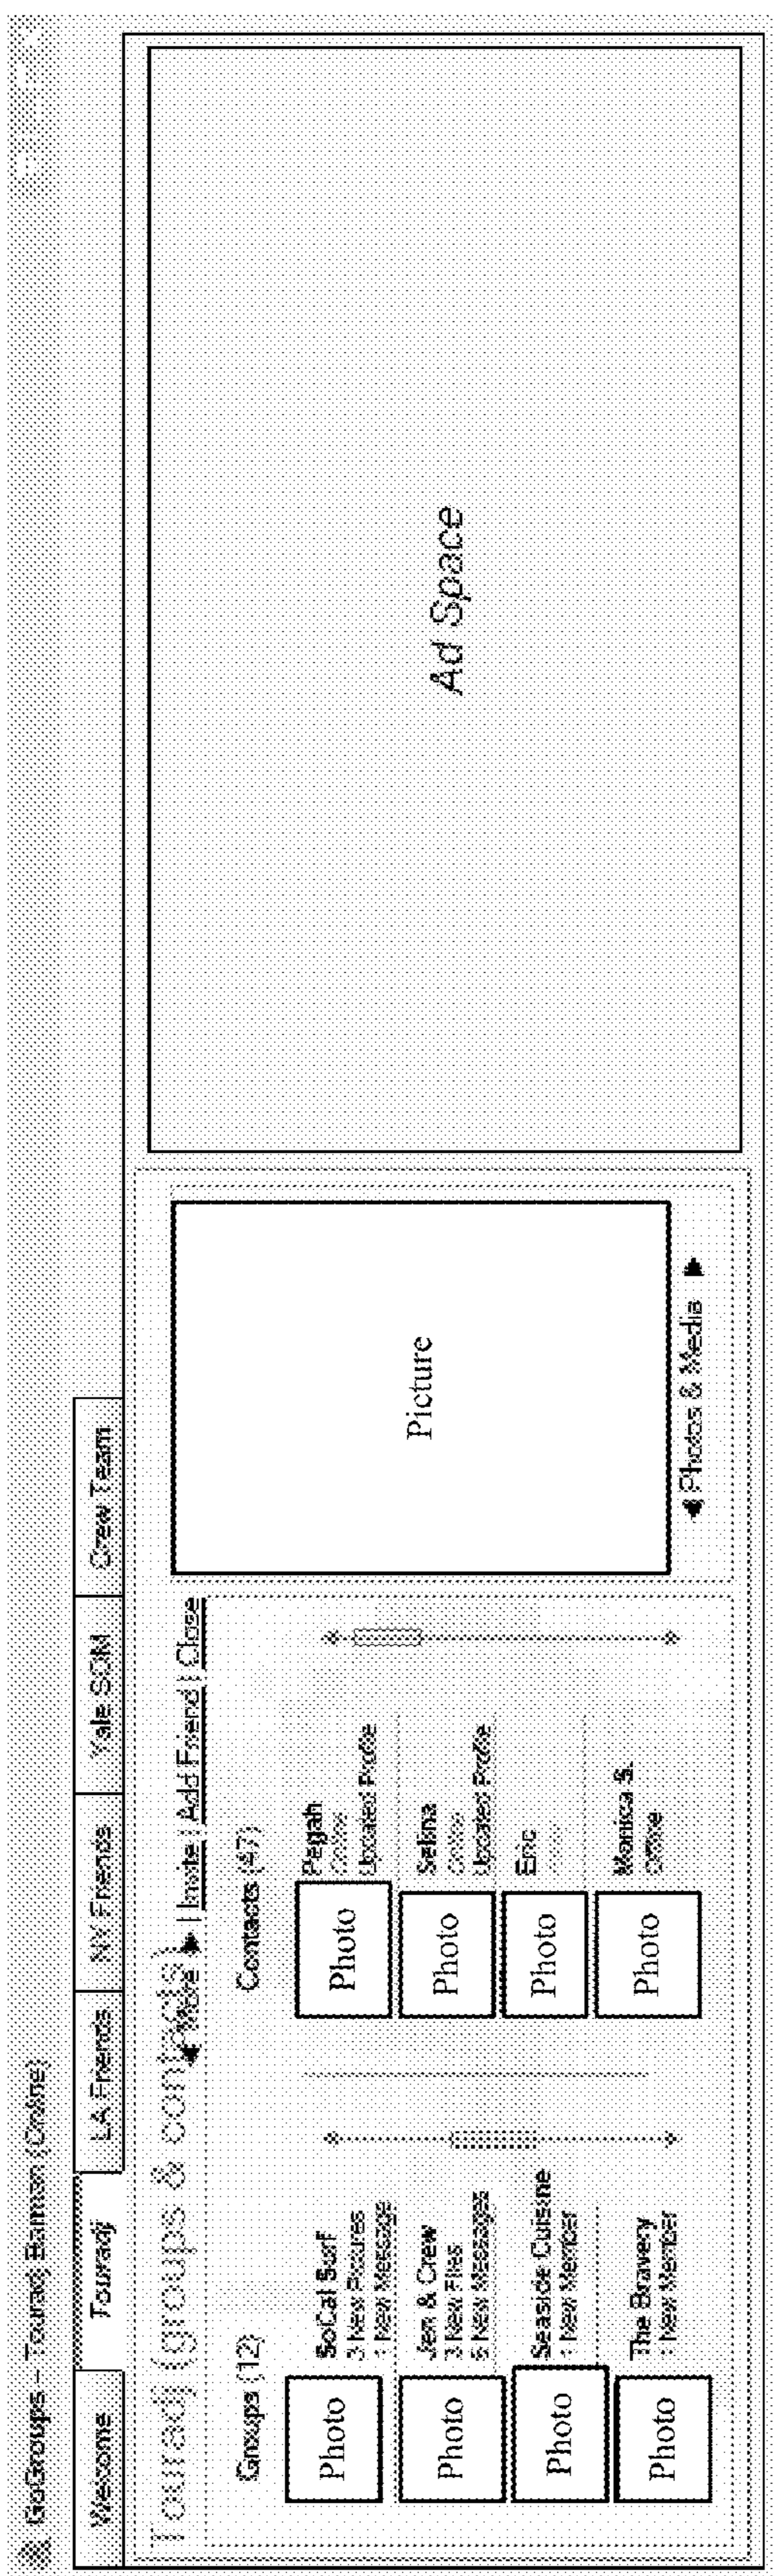 GoGroups – Touradj Barman (Online)
Welcome
Touradj
LA Friends
NY Friends
Yale SOM
Crew Team
Touradj (groups & contacts)
More | Invite | Add Friend | Close
Groups (12)
Photo
SoCal Surf
3 New Pictures
1 New Message
Photo
Jen & Crew
3 New Files
5 New Messages
Photo
Seaside Cuisine
1 New Member
Photo
The Bravery
1 New Member
Contacts (47)
Photo
Pegah
Online
Updated Profile
Photo
Selina
Online
Updated Profile
Photo
Eric
Photo
Monica S.
Offline
Picture
Photos & Media
Ad Space